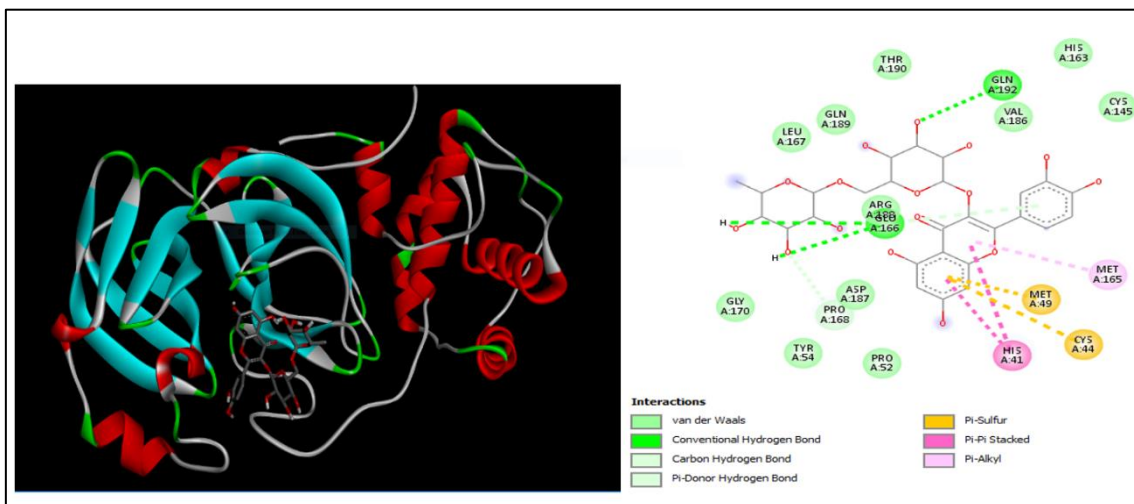 THR
A:190
HIS
A:163
GLN
A:192
VAL
A:186
CYS
A:145
GLN
A:189
LEU
A:167
ARG
A:188
GLU
A:166
H
H
MET
A:165
ASP
A:187
GLY
A:170
PRO
A:168
MET
A:49
TYR
A:54
PRO
A:52
HIS
A:41
CYS
A:44
Interactions
van der Waals
Conventional Hydrogen Bond
Carbon Hydrogen Bond
Pi-Donor Hydrogen Bond
Pi-Sulfur
Pi-Pi Stacked
Pi-Alkyl